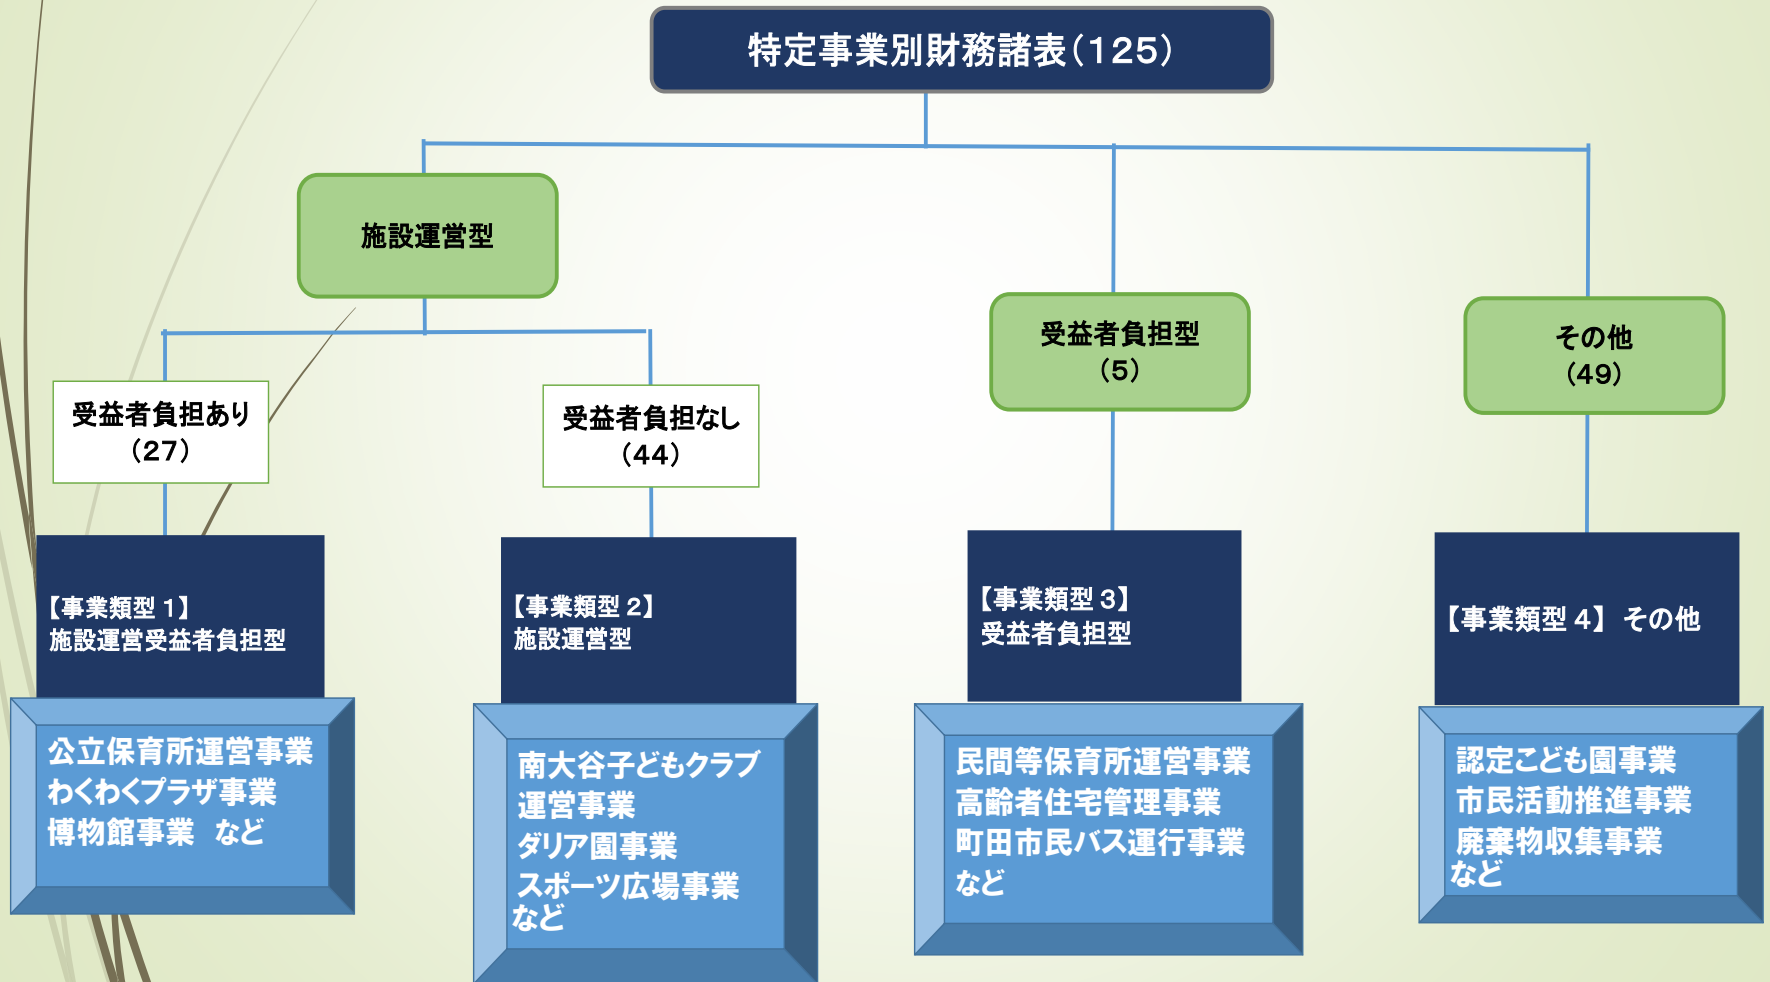 特定事業別財務諸表(125)
施設運営型
受益者負担型
(5)
その他
(49)
受益者負担あり
(27)
受益者負担なし
(44)
【事業類型1】
施設運営受益者負担型
【事業類型2】
施設運営型
【事業類型3】
受益者負担型
【事業類型4】 その他
公立保育所運営事業
わくわくプラザ事業
博物館事業　など
南大谷子どもクラブ
運営事業
ダリア園事業
スポーツ広場事業
など
民間等保育所運営事業
高齢者住宅管理事業
町田市民バス運行事業
など
認定こども園事業
市民活動推進事業
廃棄物収集事業
など